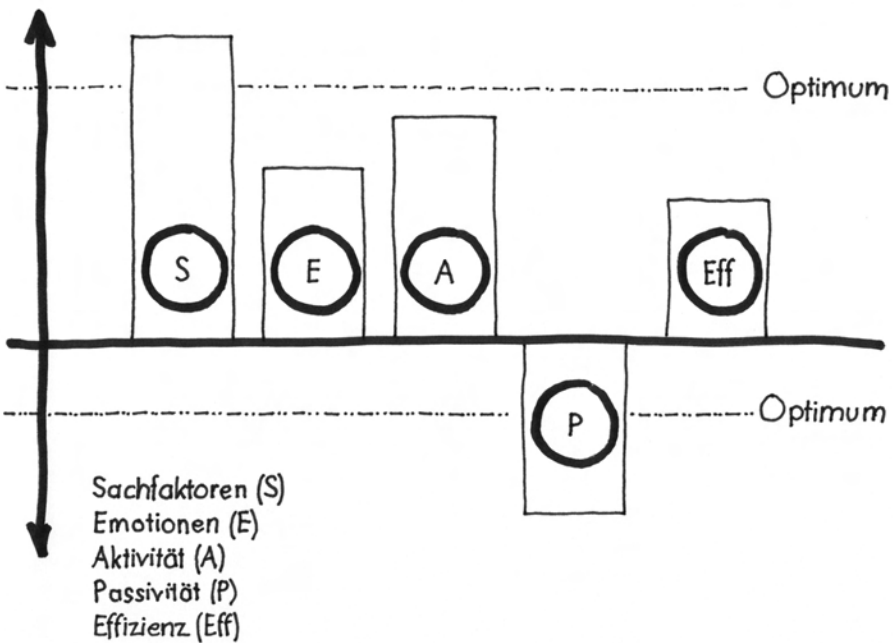 Optimum
S
E
A
Eff
P
Optimum
Sachfaktoren (S)
Emotionen (E)
Aktivität (A)
Passivität (P)
Effizienz (Eff)